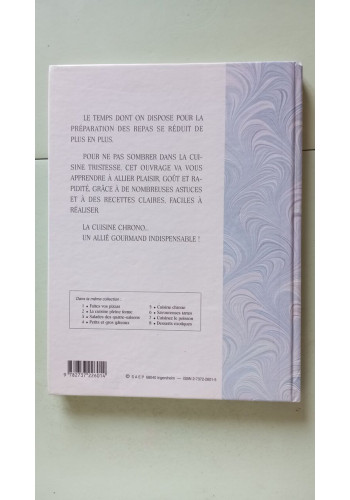 LE TEMPS DONT ON DISPOSE POUR LA
PRÉPARATION DES REPAS SE RÉDUIT DE
PLUS EN PLUS.
POUR NE PAS SOMBRER DANS LA CUI-
SINE TRISTESSE, CET OUVRAGE VA VOUS
APPRENDRE À ALLIER PLAISIR, GOÛT ET RA-
PIDITÉ, GRÂCE À DE NOMBREUSES ASTUCES
ET À DES RECETTES CLAIRES, FACILES À
RÉALISER.
LA CUISINE CHRONO...
UN ALLIÉ GOURMAND INDISPENSABLE !
Dans la même collection :
1 - Faites vos pizzas
2 - La cuisine pleine forme
3 - Salades des quatre saisons
4 - Petits et gros gâteaux
5 - Cuisine chrono
6 - Savoureuses tartes
7 - Cuisinez le poisson
8 - Desserts exotiques